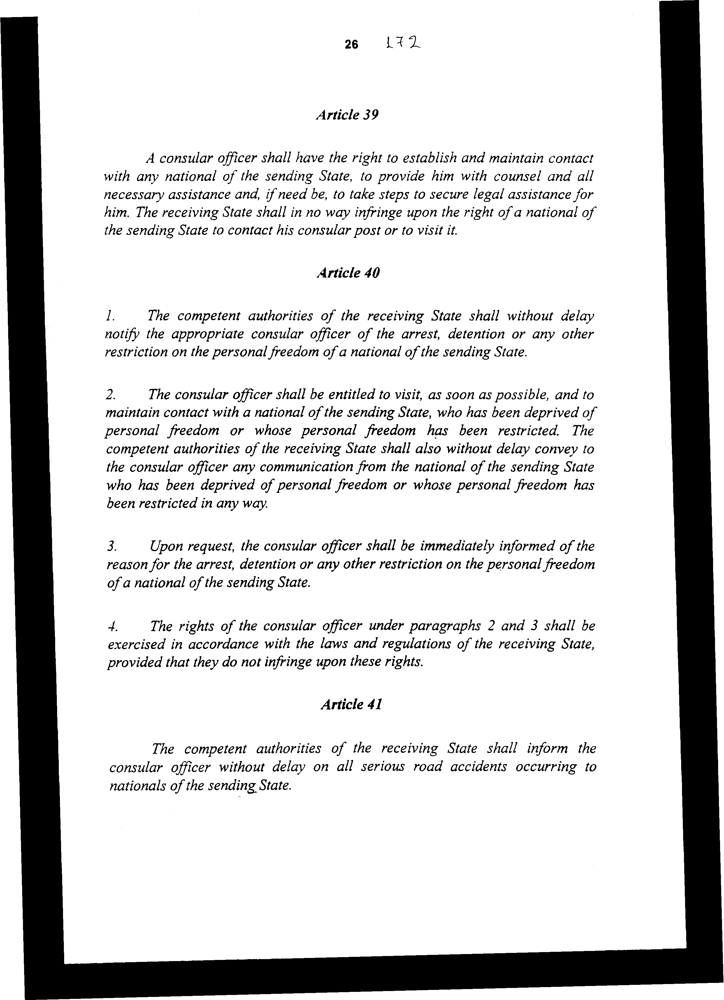 26 172
Article 39
A consular officer shall have the right to establish and maintain contact
with any national of the sending State, to provide him with counsel and all
necessary assistance and, if need be, to take steps to secure legal assistance for
him. The receiving State shall in no way infringe upon the right of a national of
the sending State to contact his consular post or to visit it.
Article 40
1. The competent authorities of the receiving State shall without delay
notify the appropriate consular officer of the arrest, detention or any other
restriction on the personal freedom of a national of the sending State.
2. The consular officer shall be entitled to visit, as soon as possible, and to
maintain contact with a national of the sending State, who has been deprived of
personal freedom or whose personal freedom has been restricted. The
competent authorities of the receiving State shall also without delay convey to
the consular officer any communication from the national of the sending State
who has been deprived of personal freedom or whose personal freedom has
been restricted in any way.
3. Upon request, the consular officer shall be immediately informed of the
reason for the arrest, detention or any other restriction on the personal freedom
of a national of the sending State.
4. The rights of the consular officer under paragraphs 2 and 3 shall be
exercised in accordance with the laws and regulations of the receiving State,
provided that they do not infringe upon these rights.
Article 41
The competent authorities of the receiving State shall inform the
consular officer without delay on all serious road accidents occurring to
nationals of the sending State.